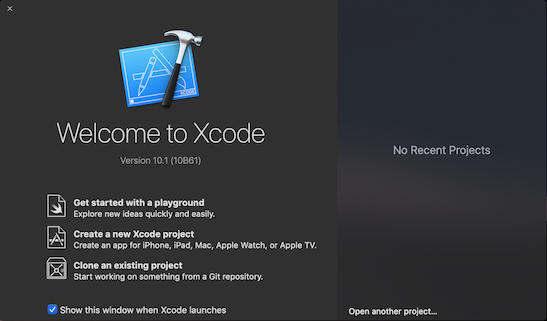 XCODE
Welcome to Xcode
Version 10.1 (10B61)
No Recent Projects
Get started with a playground
Explore new ideas quickly and easily.
Create a new Xcode project
Create an app for iPhone, iPad, Mac, Apple Watch, or Apple TV.
Clone an existing project
Start working on something from a Git repository.
Show this window when Xcode launches
Open another project...